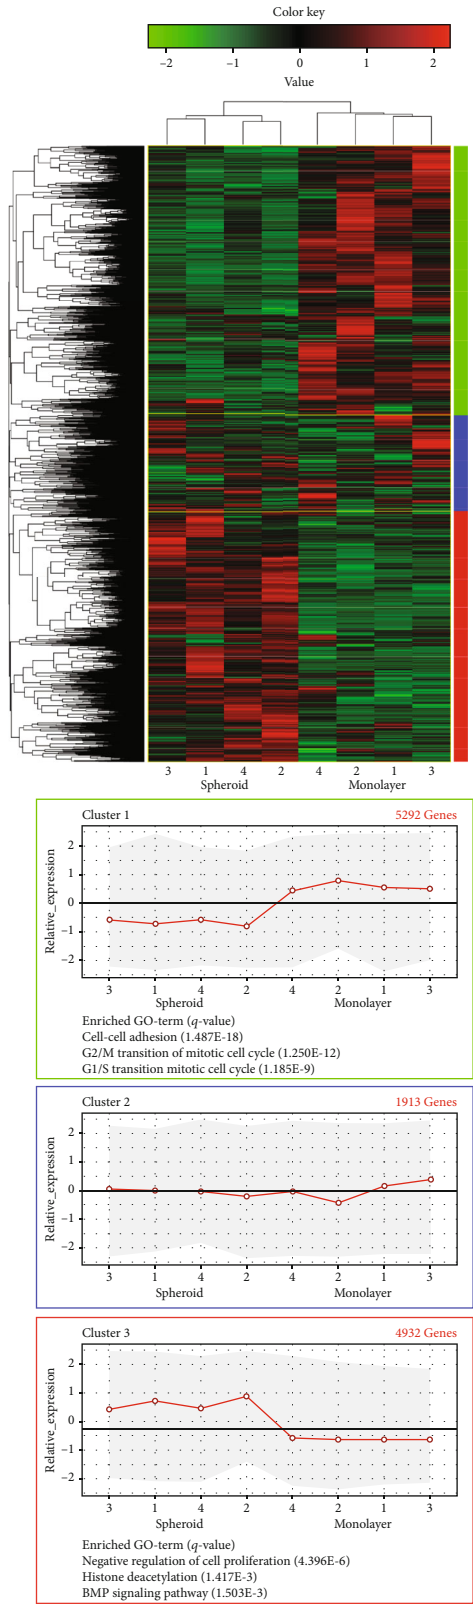 Color key
−2 −1 0 1 2
Value
3 1 4 2 4 2 1 3
Spheroid Monolayer
Cluster 1 5292 Genes
Relative_expression
2
1
0
−1
−2
3 1 4 2 4 2 1 3
Spheroid Monolayer
Enriched GO-term (q-value)
Cell-cell adhesion (1.487E-18)
G2/M transition of mitotic cell cycle (1.250E-12)
G1/S transition mitotic cell cycle (1.185E-9)
Cluster 2 1913 Genes
Relative_expression
2
1
0
−1
−2
3 1 4 2 4 2 1 3
Spheroid Monolayer
Cluster 3 4932 Genes
Relative_expression
2
1
0
−1
−2
3 1 4 2 4 2 1 3
Spheroid Monolayer
Enriched GO-term (q-value)
Negative regulation of cell proliferation (4.396E-6)
Histone deacetylation (1.417E-3)
BMP signaling pathway (1.503E-3)